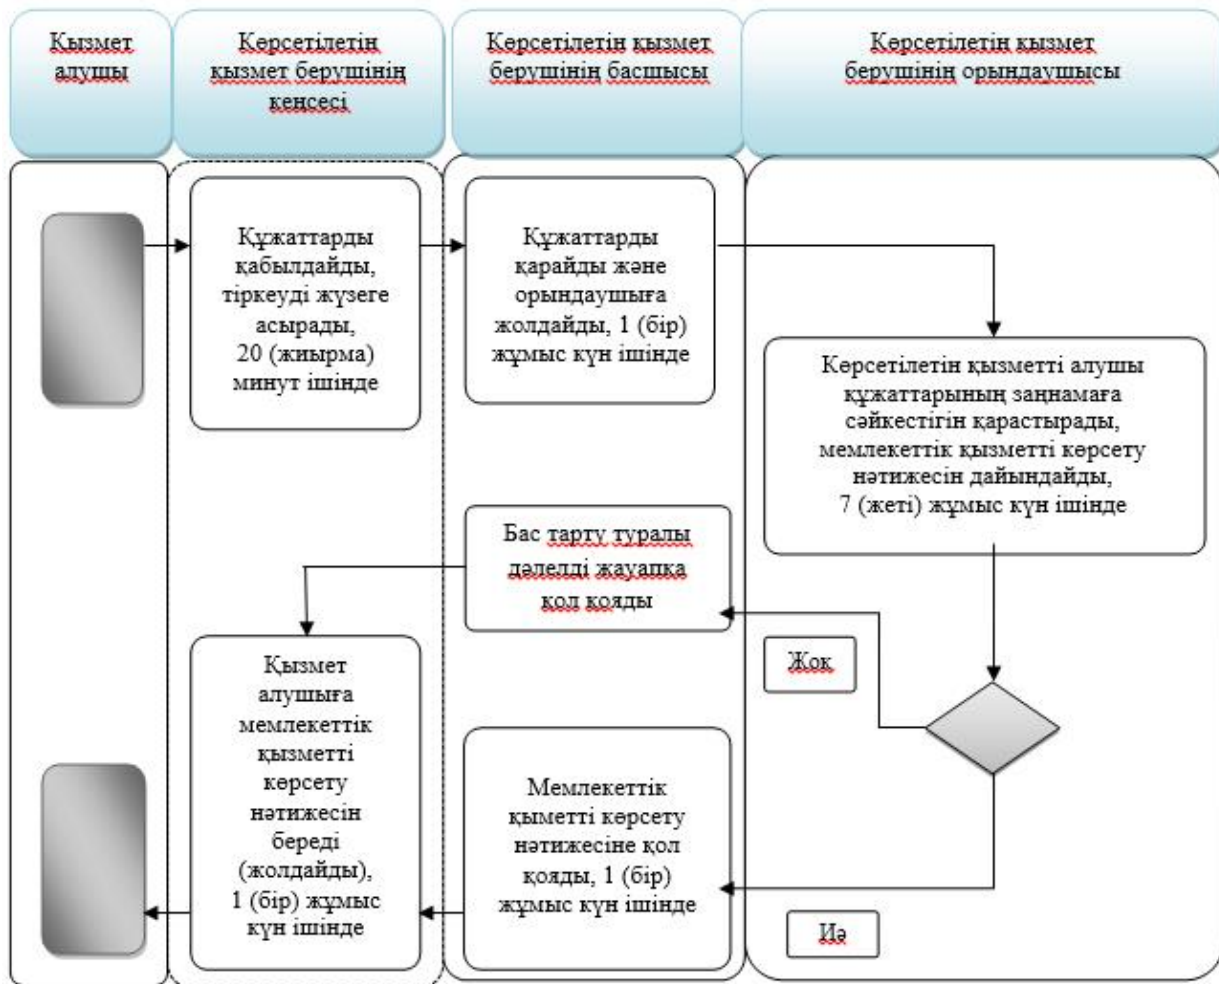 Қызмет
алушы
Көрсетілетін
қызмет берушінің
кеңсесі
Көрсетілетін қызмет
берушінің басшысы
Көрсетілетін қызмет
берушінің орындаушысы
Құжаттарды
қабылдайды,
тіркеуді жүзеге
асырады,
20 (жиырма)
минут ішінде
Құжаттарды
қарайды және
орындаушыға
жолдайды, 1 (бір)
жұмыс күн ішінде
Көрсетілетін қызметті алушы
құжаттарының заңнамаға
сәйкестігін қарастырады,
мемлекеттік қызметті көрсету
нәтижесін дайындайды,
7 (жеті) жұмыс күн ішінде
Бас тарту туралы
дәлелді жауапқа
қол қояды
Жоқ
Қызмет
алушыға
мемлекеттік
қызметті
көрсету
нәтижесін
береді
(жолдайды),
1 (бір) жұмыс
күн ішінде
Мемлекеттік
қыметті көрсету
нәтижесіне қол
қояды, 1 (бір)
жұмыс күн ішінде
Иә